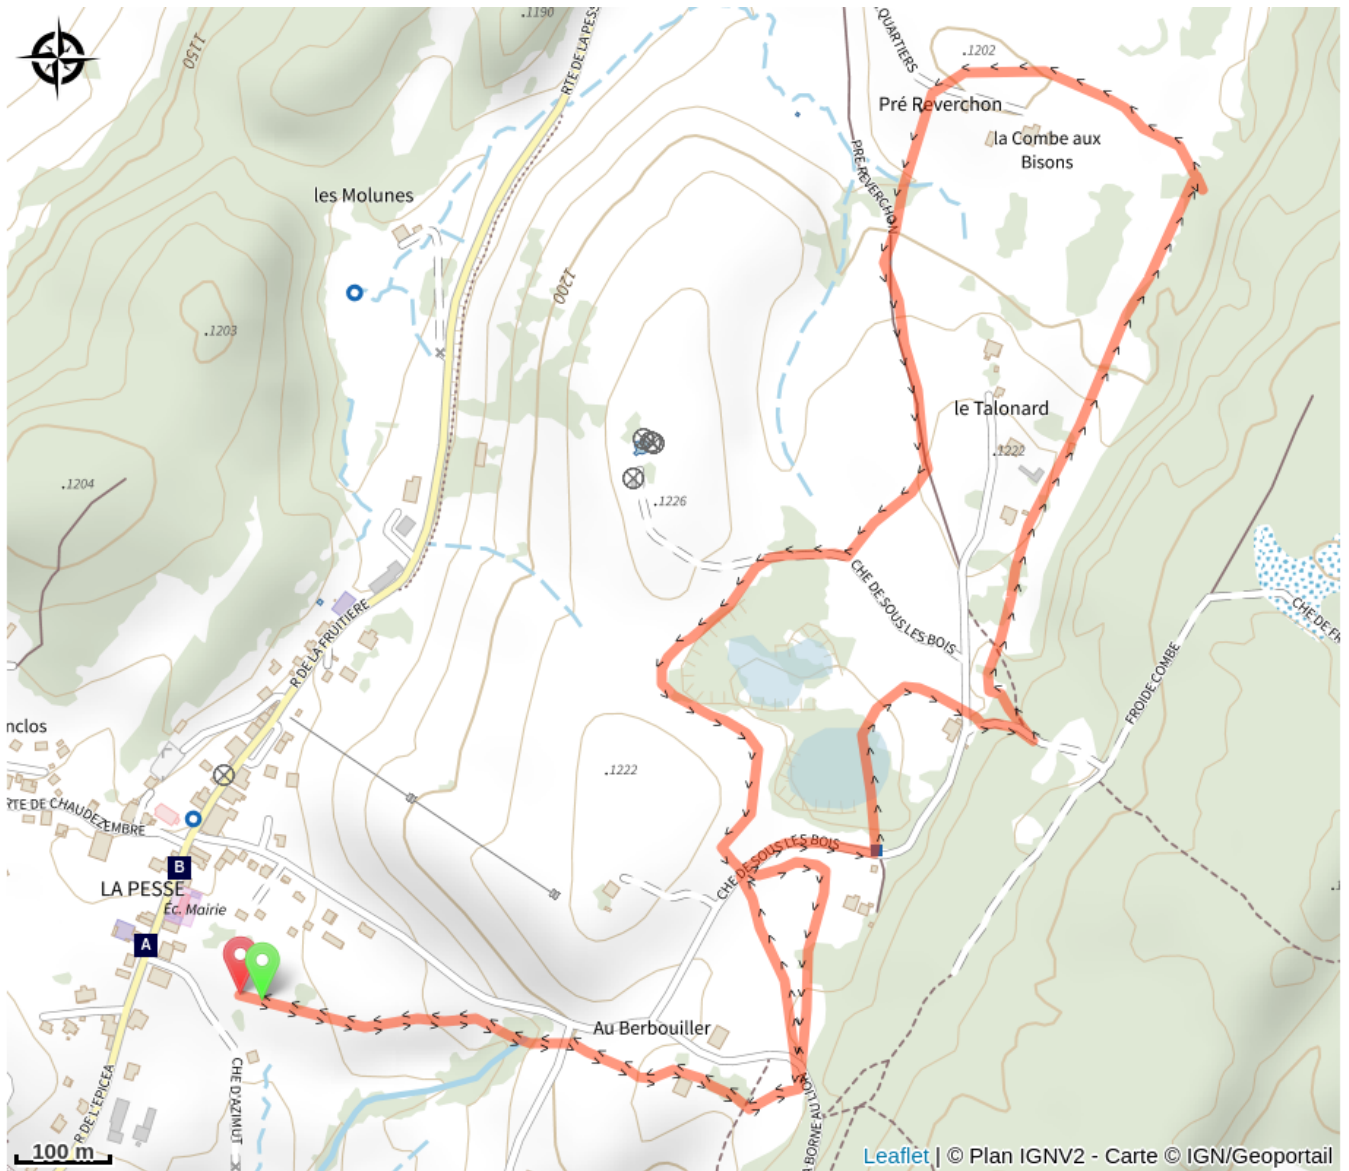 .1190
1150
RTE DE LA PESS
QUARTIERS
.1202
Pré Reverchon
la Combe aux
Bisons
PRÉ REVERCHON
les Molunes
1200
.1203
le Talonard
.1222
.1204
.1226
CHE DE SOUS LES BOIS
CHE DE FR
R DE LA FRUITIERE
FROIDE COMBE
nclos
.1222
RTE DE CHAUDEZEMBRE
CHE DE SOUS LES BOIS
B
LA PESSE
Éc. Mairie
A
Au Berbouiller
R DE L'EPICEA
CHE D'AZIMUT
BORNE AU LION
100 m
Leaflet | © Plan IGNV2 - Carte © IGN/Geoportail